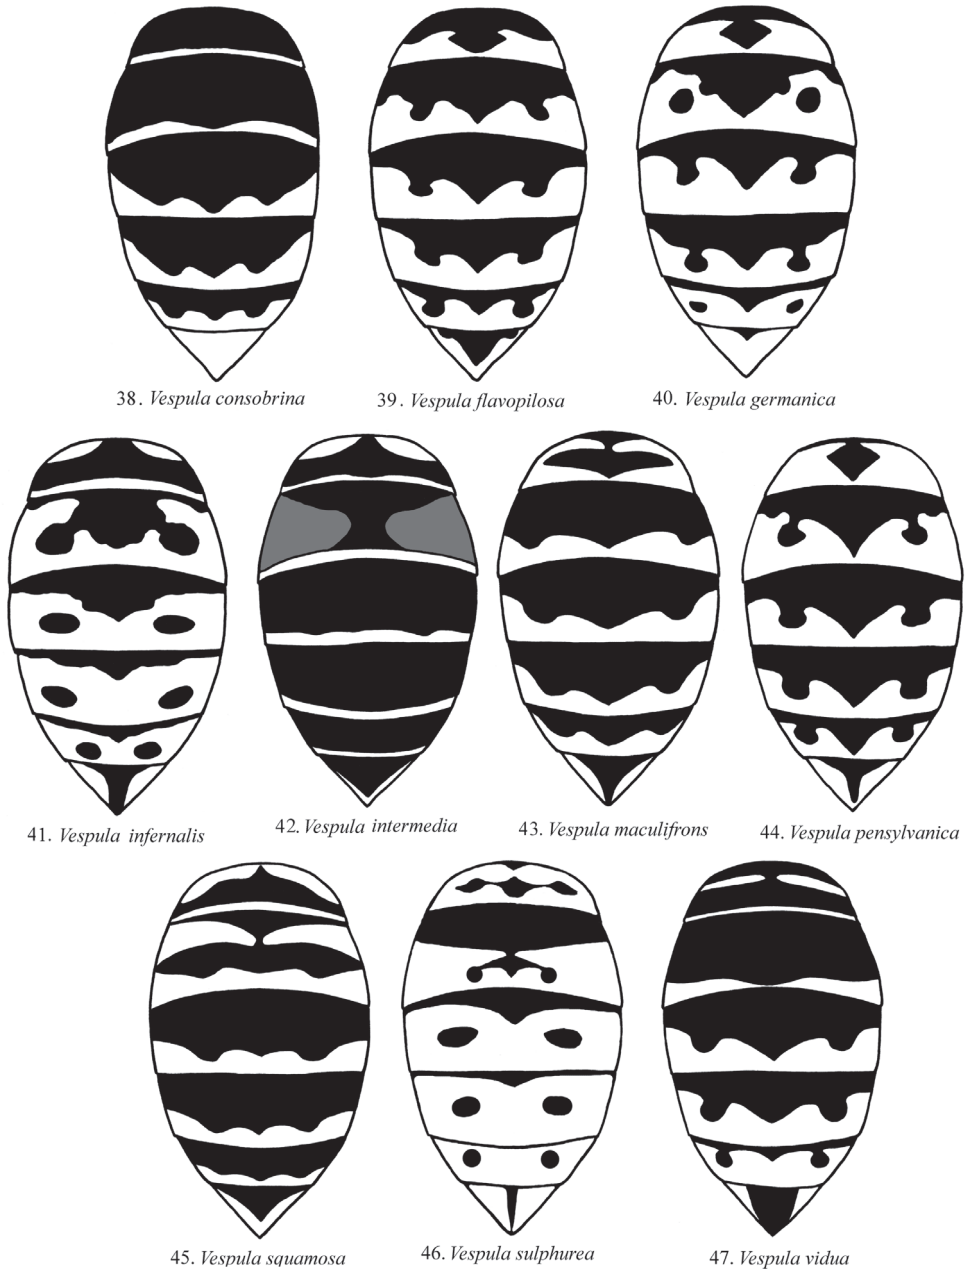 38. Vespula consobrina
39. Vespula flavopilosa
40. Vespula germanica
41. Vespula infernalis
42. Vespula intermedia
43. Vespula maculifrons
44. Vespula pensylvanica
45. Vespula squamosa
46. Vespula sulphurea
47. Vespula vidua